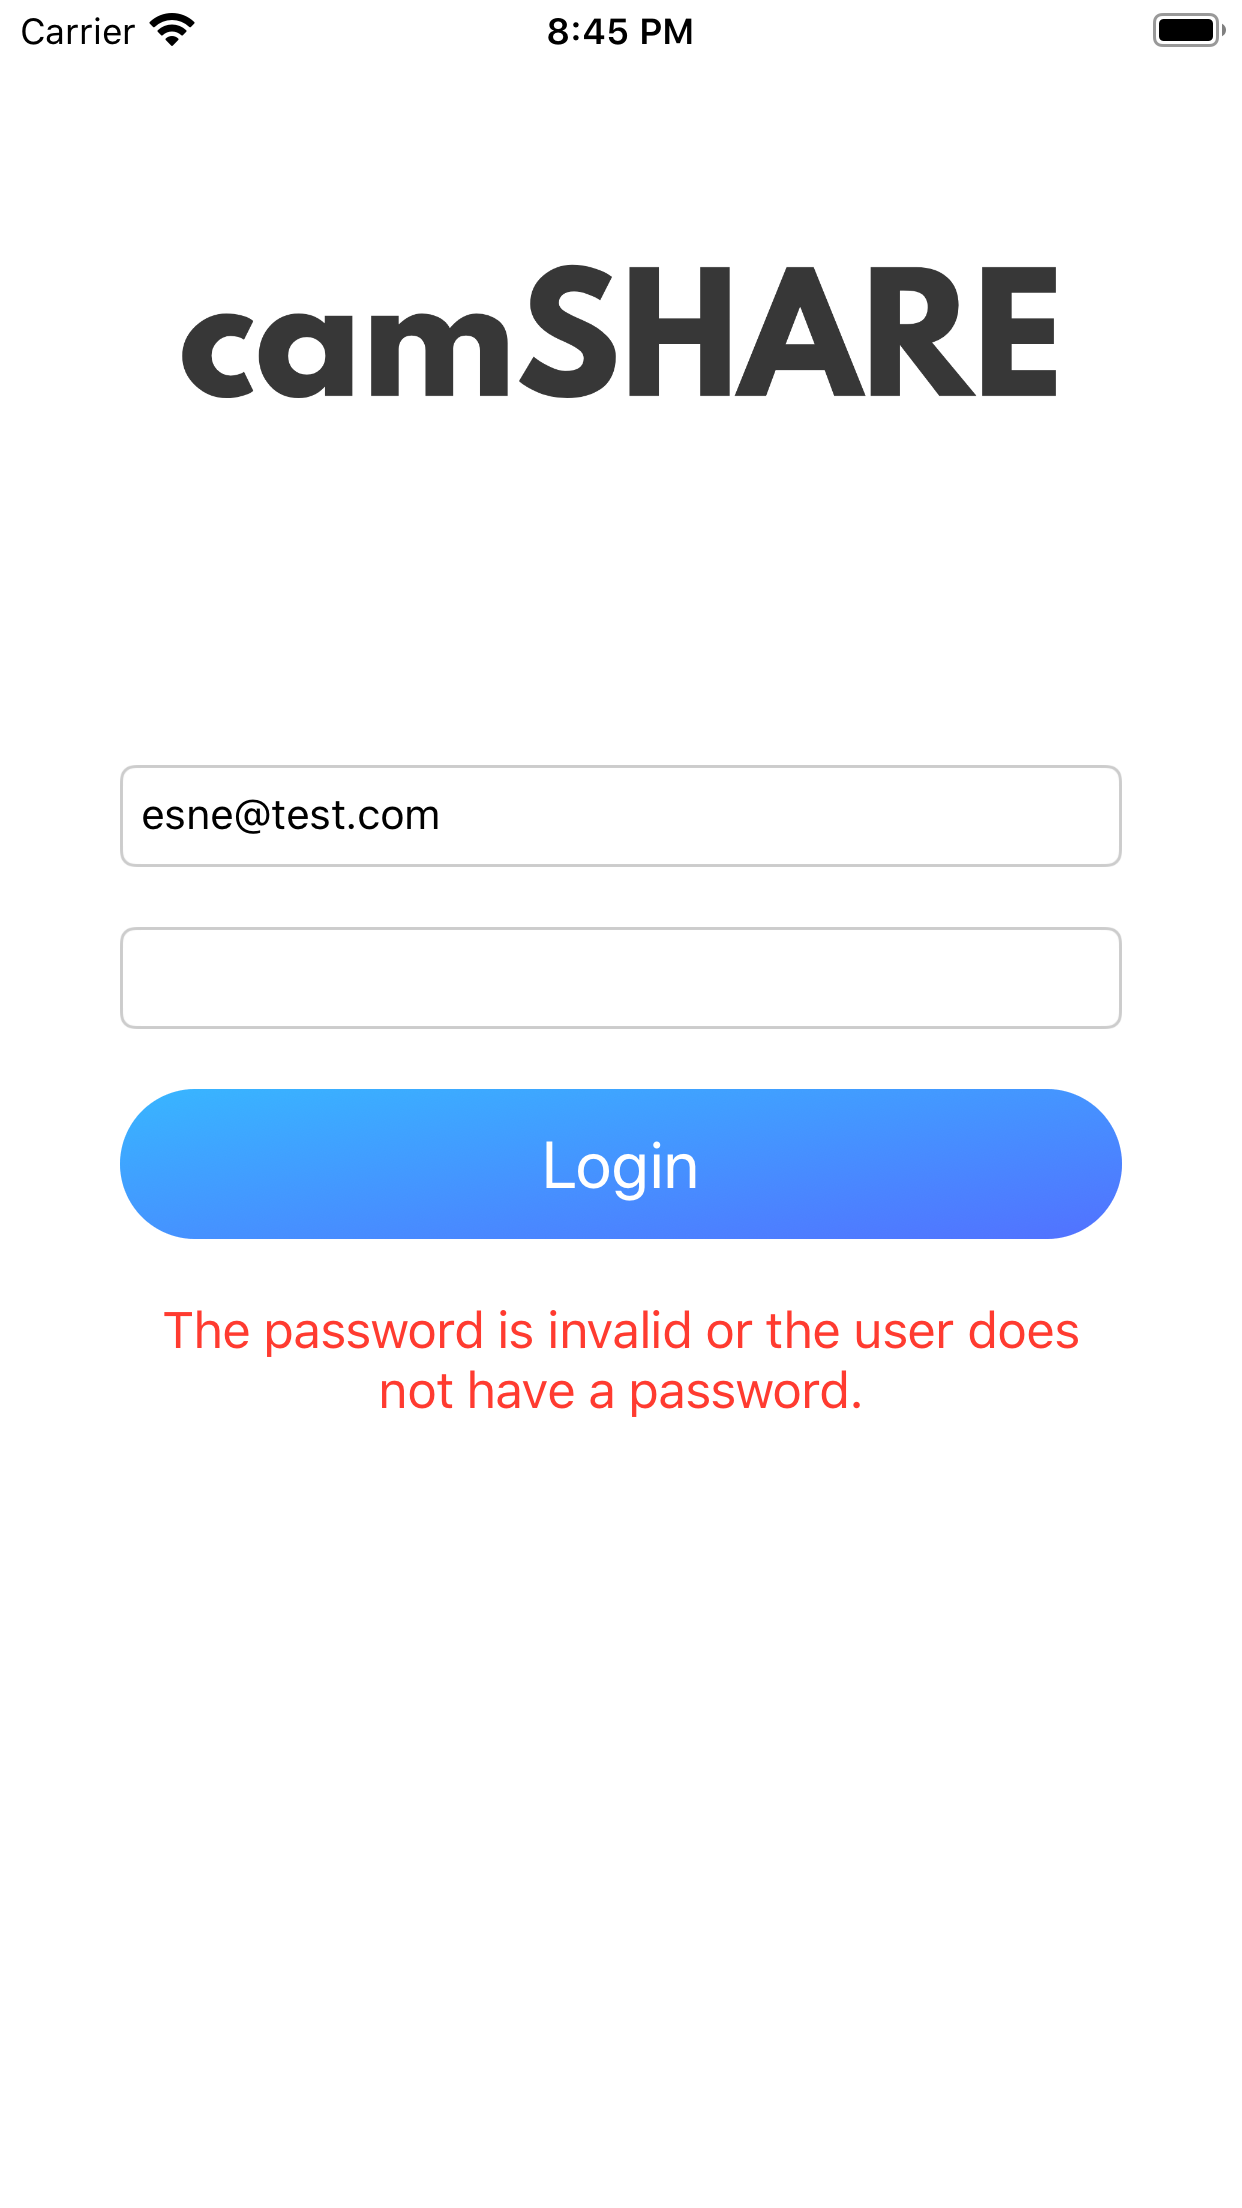 Carrier 8:45 PM
camSHARE
esne@test.com
Login
The password is invalid or the user does
not have a password.